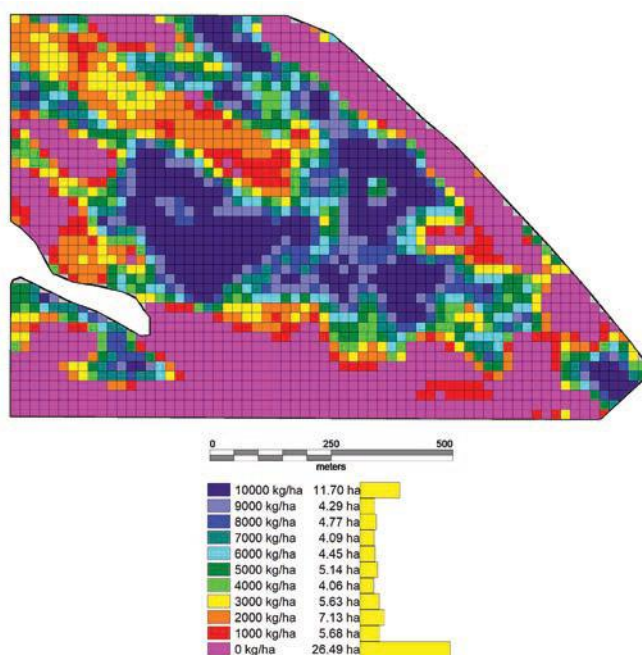 0 250 500
meters
10000 kg/ha 11.70 ha
9000 kg/ha 4.29 ha
8000 kg/ha 4.77 ha
7000 kg/ha 4.09 ha
6000 kg/ha 4.45 ha
5000 kg/ha 5.14 ha
4000 kg/ha 4.06 ha
3000 kg/ha 5.63 ha
2000 kg/ha 7.13 ha
1000 kg/ha 5.68 ha
0 kg/ha 26.49 ha